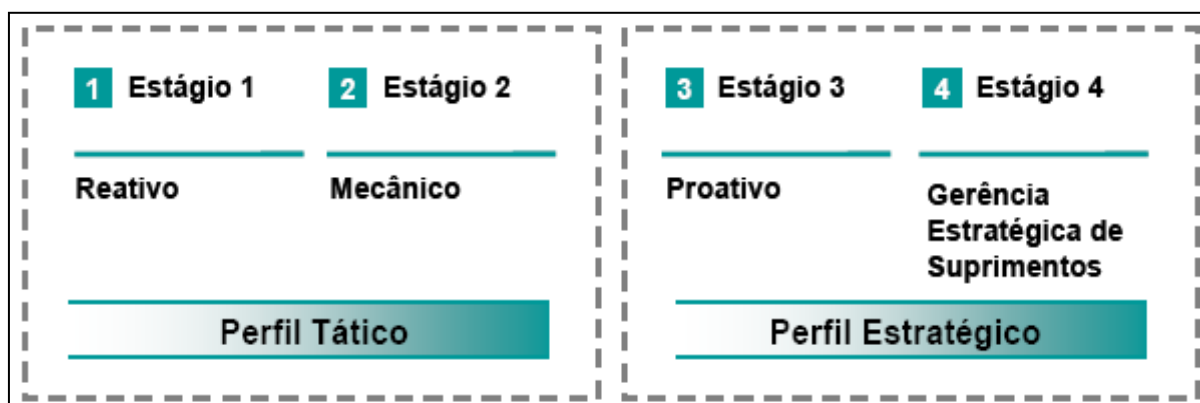 1 Estágio 1
Reativo
2 Estágio 2
Mecânico
Perfil Tático
3 Estágio 3
Proativo
4 Estágio 4
Gerência
Estratégica de
Suprimentos
Perfil Estratégico